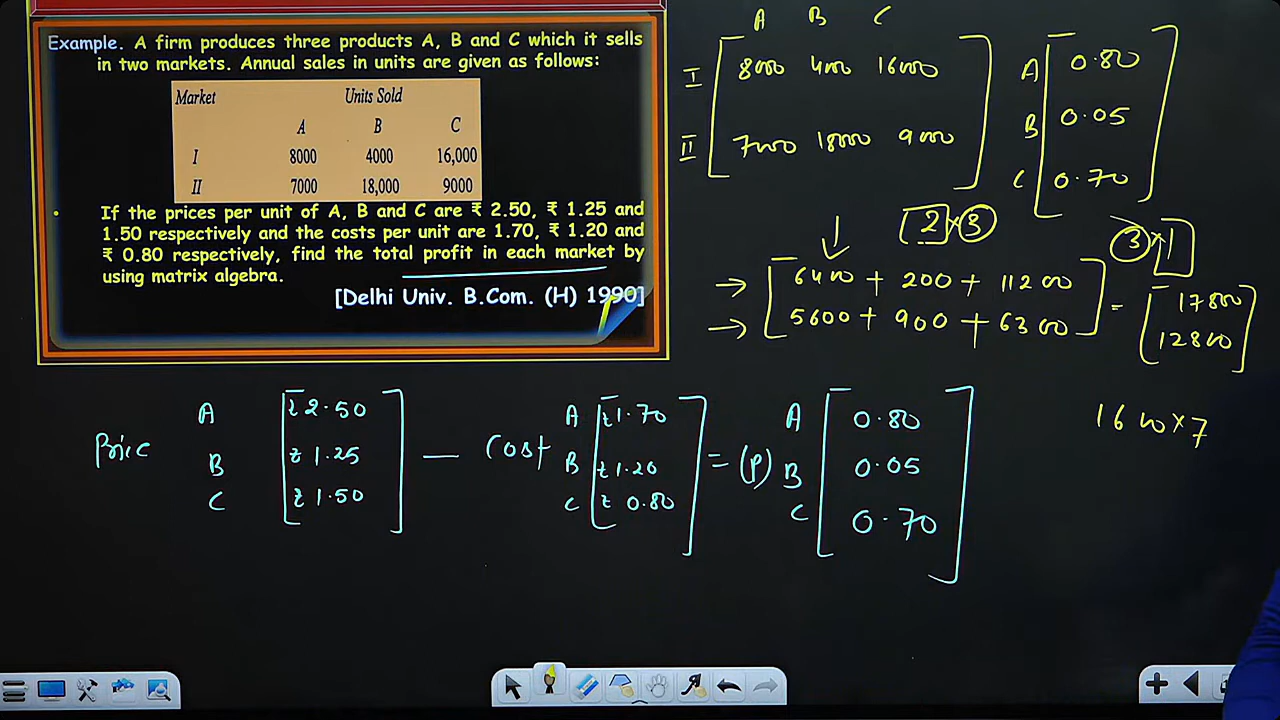 Example. A firm produces three products A, B and C which it sells
in two markets. Annual sales in units are given as follows:
Market Units Sold
A B C
I 8000 4000 16,000
II 7000 18,000 9000
• If the prices per unit of A, B and C are ₹ 2.50, ₹ 1.25 and
1.50 respectively and the costs per unit are 1.70, ₹ 1.20 and
₹ 0.80 respectively, find the total profit in each market by
using matrix algebra.
[Delhi Univ. B.Com. (H) 1990]
A B C
I 8000 4000 16000
II 7000 18000 9000
A 0.80
B 0.05
C 0.70
2 × 3
3 × 1
→ 6400 + 200 + 11200
→ 5600 + 900 + 6300
= 17800
12800
Price
A ₹ 2.50
B ₹ 1.25
C ₹ 1.50
— Cost
A ₹ 1.70
B ₹ 1.20
C ₹ 0.80
= (P)
A 0.80
B 0.05
C 0.70
1600 × 7